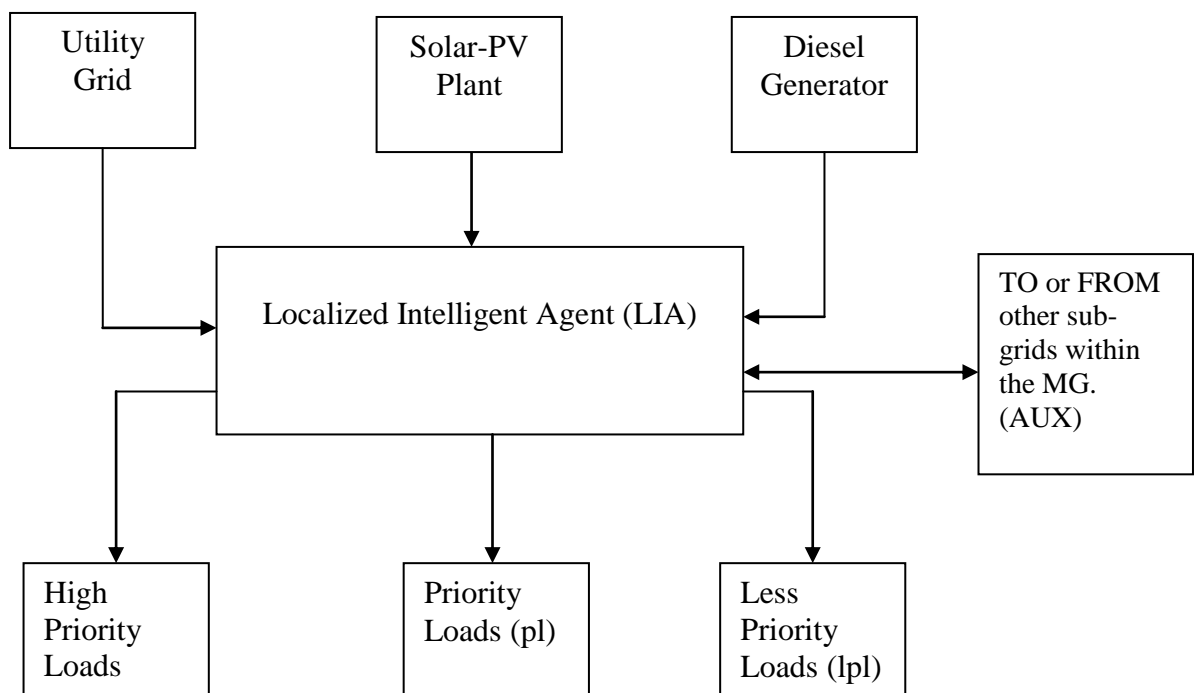 Utility
Grid
Solar-PV
Plant
Diesel
Generator
Localized Intelligent Agent (LIA)
TO or FROM
other sub-
grids within
the MG.
(AUX)
High
Priority
Loads
Priority
Loads (pl)
Less
Priority
Loads (lpl)